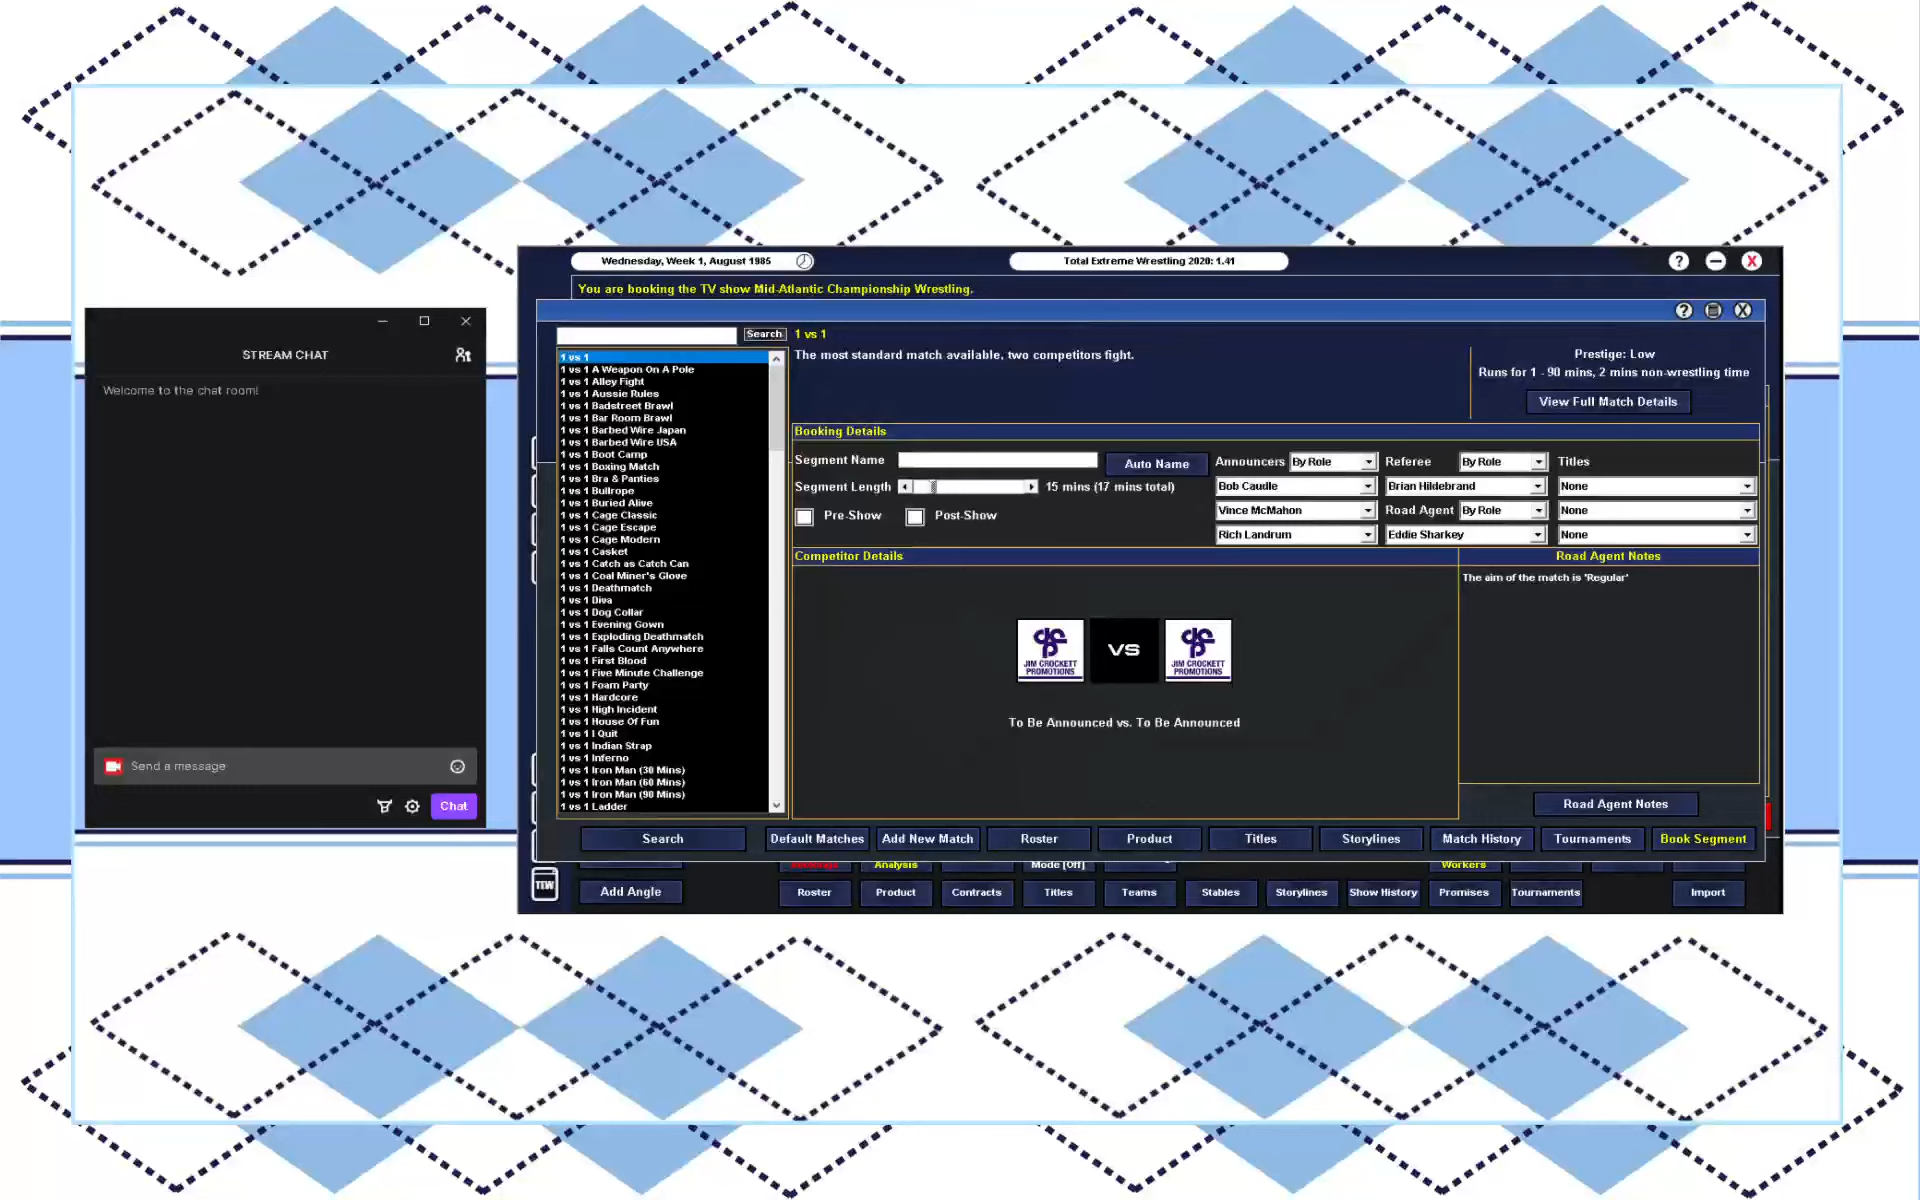 Wednesday, Week 1, August 1985
Total Extreme Wrestling 2020: 1.41
You are booking the TV show Mid-Atlantic Championship Wrestling.
STREAM CHAT
Welcome to the chat room!
Send a message
Chat
Search
1 vs 1
1 vs 1
1 vs 1 A Weapon On A Pole
1 vs 1 Alley Fight
1 vs 1 Aussie Rules
1 vs 1 Badstreet Brawl
1 vs 1 Bar Room Brawl
1 vs 1 Barbed Wire Japan
1 vs 1 Barbed Wire USA
1 vs 1 Boot Camp
1 vs 1 Boxing Match
1 vs 1 Bra & Panties
1 vs 1 Bullrope
1 vs 1 Buried Alive
1 vs 1 Cage Classic
1 vs 1 Cage Escape
1 vs 1 Cage Modern
1 vs 1 Casket
1 vs 1 Catch as Catch Can
1 vs 1 Coal Miner's Glove
1 vs 1 Deathmatch
1 vs 1 Diva
1 vs 1 Dog Collar
1 vs 1 Evening Gown
1 vs 1 Exploding Deathmatch
1 vs 1 Falls Count Anywhere
1 vs 1 First Blood
1 vs 1 Five Minute Challenge
1 vs 1 Foam Party
1 vs 1 Hardcore
1 vs 1 High Incident
1 vs 1 House Of Fun
1 vs 1 I Quit
1 vs 1 Indian Strap
1 vs 1 Inferno
1 vs 1 Iron Man (30 Mins)
1 vs 1 Iron Man (60 Mins)
1 vs 1 Iron Man (90 Mins)
1 vs 1 Ladder
The most standard match available, two competitors fight.
Prestige: Low
Runs for 1 - 90 mins, 2 mins non-wrestling time
View Full Match Details
Booking Details
Segment Name
Auto Name
Announcers By Role
Referee By Role
Titles
Segment Length
15 mins (17 mins total)
Bob Caudle
Brian Hildebrand
None
Pre-Show
Post-Show
Vince McMahon
Road Agent By Role
None
Rich Landrum
Eddie Sharkey
None
Competitor Details
Road Agent Notes
The aim of the match is 'Regular'
JIM CROCKETT
PROMOTIONS
VS
JIM CROCKETT
PROMOTIONS
To Be Announced vs. To Be Announced
Road Agent Notes
Search
Default Matches
Add New Match
Roster
Product
Titles
Storylines
Match History
Tournaments
Book Segment
Analysis
Mode [Off]
Workers
TEW
Add Angle
Roster
Product
Contracts
Titles
Teams
Stables
Storylines
Show History
Promises
Tournaments
Import